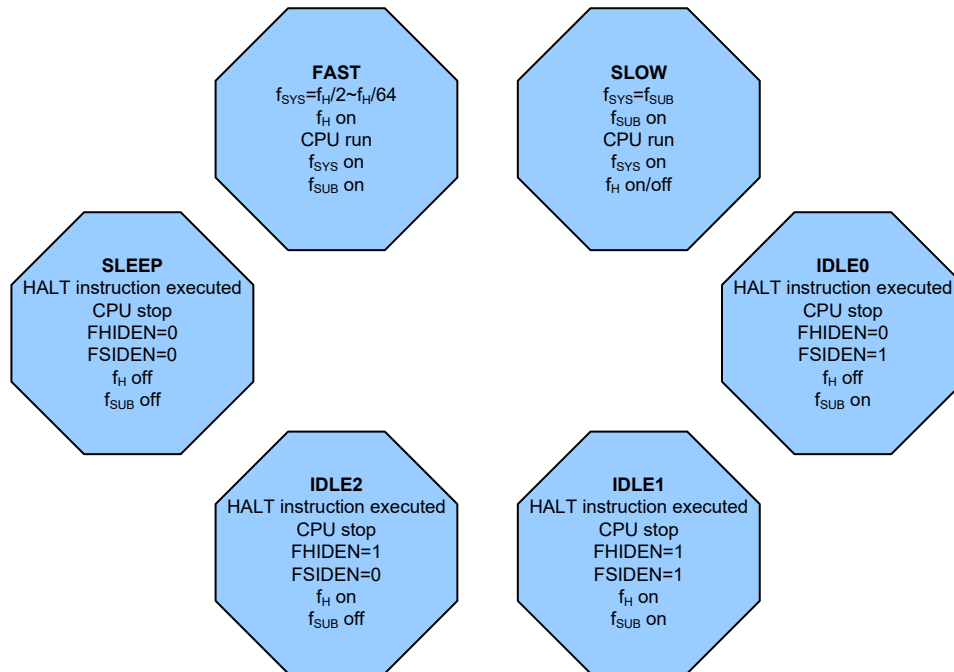 FAST
fSYS=fH/2~fH/64
fH on
CPU run
fSYS on
fSUB on
SLOW
fSYS=fSUB
fSUB on
CPU run
fSYS on
fH on/off
SLEEP
HALT instruction executed
CPU stop
FHIDEN=0
FSIDEN=0
fH off
fSUB off
IDLE0
HALT instruction executed
CPU stop
FHIDEN=0
FSIDEN=1
fH off
fSUB on
IDLE2
HALT instruction executed
CPU stop
FHIDEN=1
FSIDEN=0
fH on
fSUB off
IDLE1
HALT instruction executed
CPU stop
FHIDEN=1
FSIDEN=1
fH on
fSUB on